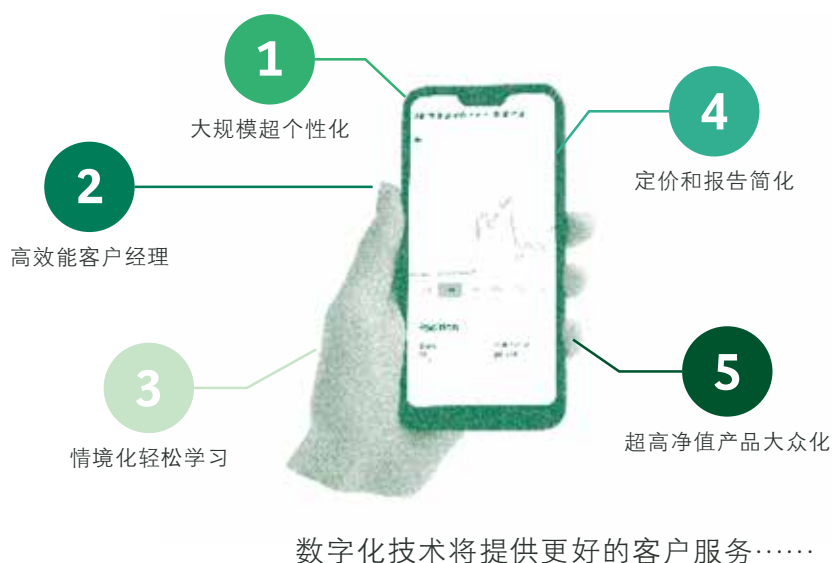 1
大规模超个性化
2
高效能客户经理
3
情境化轻松学习
4
定价和报告简化
5
超高净值产品大众化
数字化技术将提供更好的客户服务……